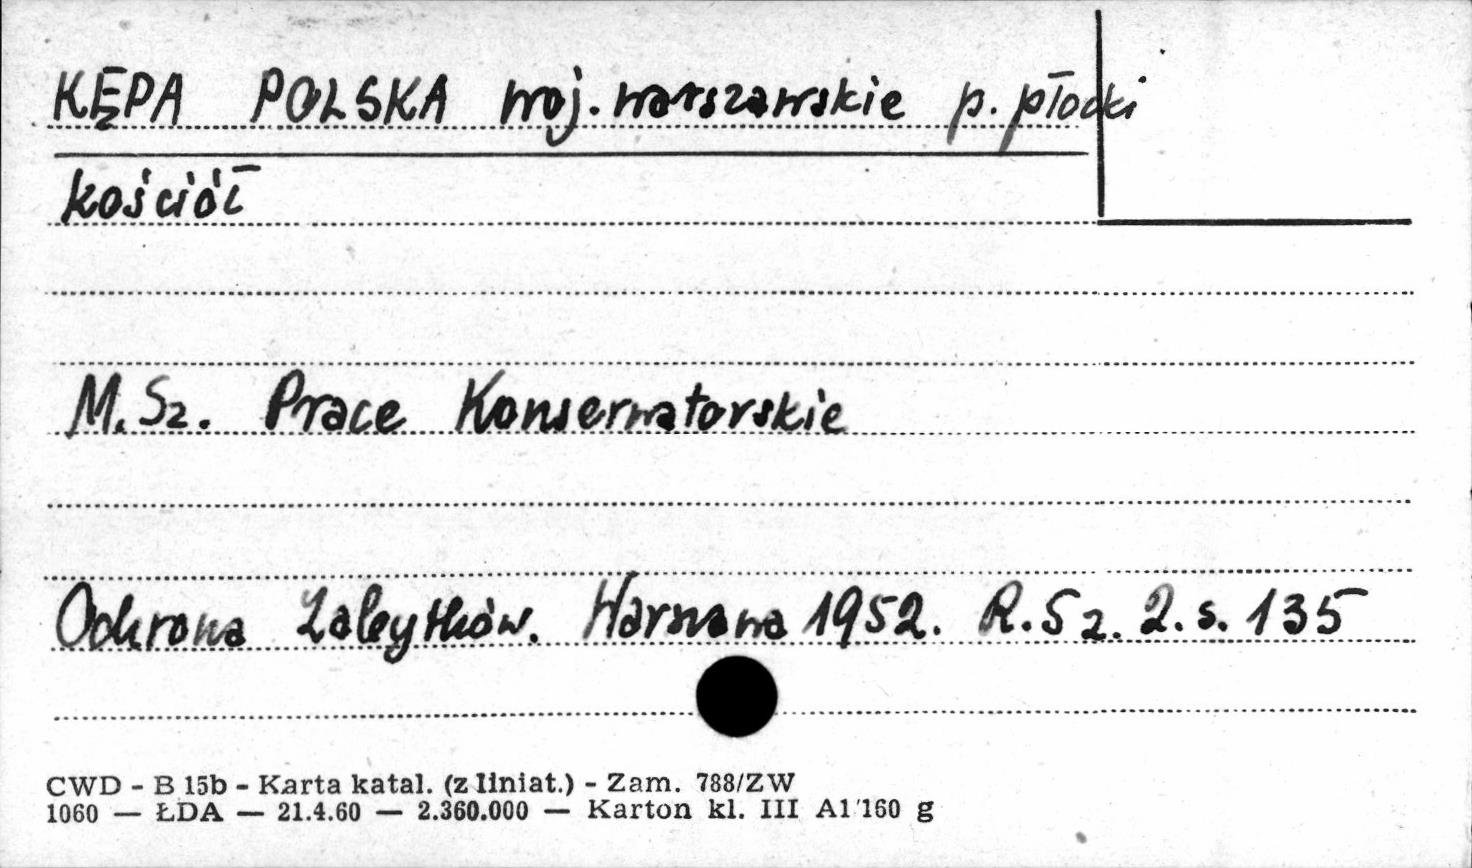 KĘPA POLSKA woj. warszawskie p. płocki
kościół
M. Sz. Prace Konserwatorskie
Ochrona Zabytków. Warszawa 1952. R. 5 z. 2. s. 135
CWD - B 15b - Karta katal. (z liniat.) - Zam. 788/ZW
1060 — ŁDA — 21.4.60 — 2.360.000 — Karton kl. III A1 160 g